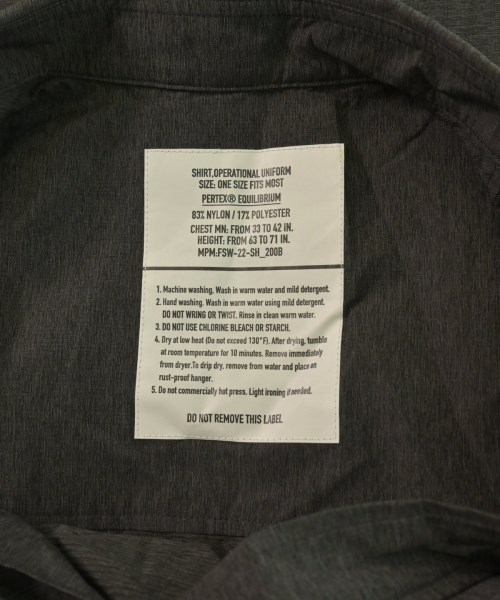 SHIRT,OPERATIONAL UNIFORM
SIZE: ONE SIZE FITS MOST
PERTEX® EQUILIBRIUM
83% NYLON / 17% POLYESTER
CHEST MN: FROM 33 TO 42 IN.
HEIGHT: FROM 63 TO 71 IN.
MPM:FSW-22-SH_200B
1. Machine washing. Wash in warm water and mild detergent.
2. Hand washing. Wash in warm water using mild detergent.
DO NOT WRING OR TWIST. Rinse in clean warm water.
3. DO NOT USE CHLORINE BLEACH OR STARCH.
4. Dry at low heat (Do not exceed 130°F). After drying, tumble
at room temperature for 10 minutes. Remove immediately
from dryer.To drip dry, remove from water and place on
rust-proof hanger.
5. Do not commercially hot press. Light ironing if needed.
DO NOT REMOVE THIS LABEL